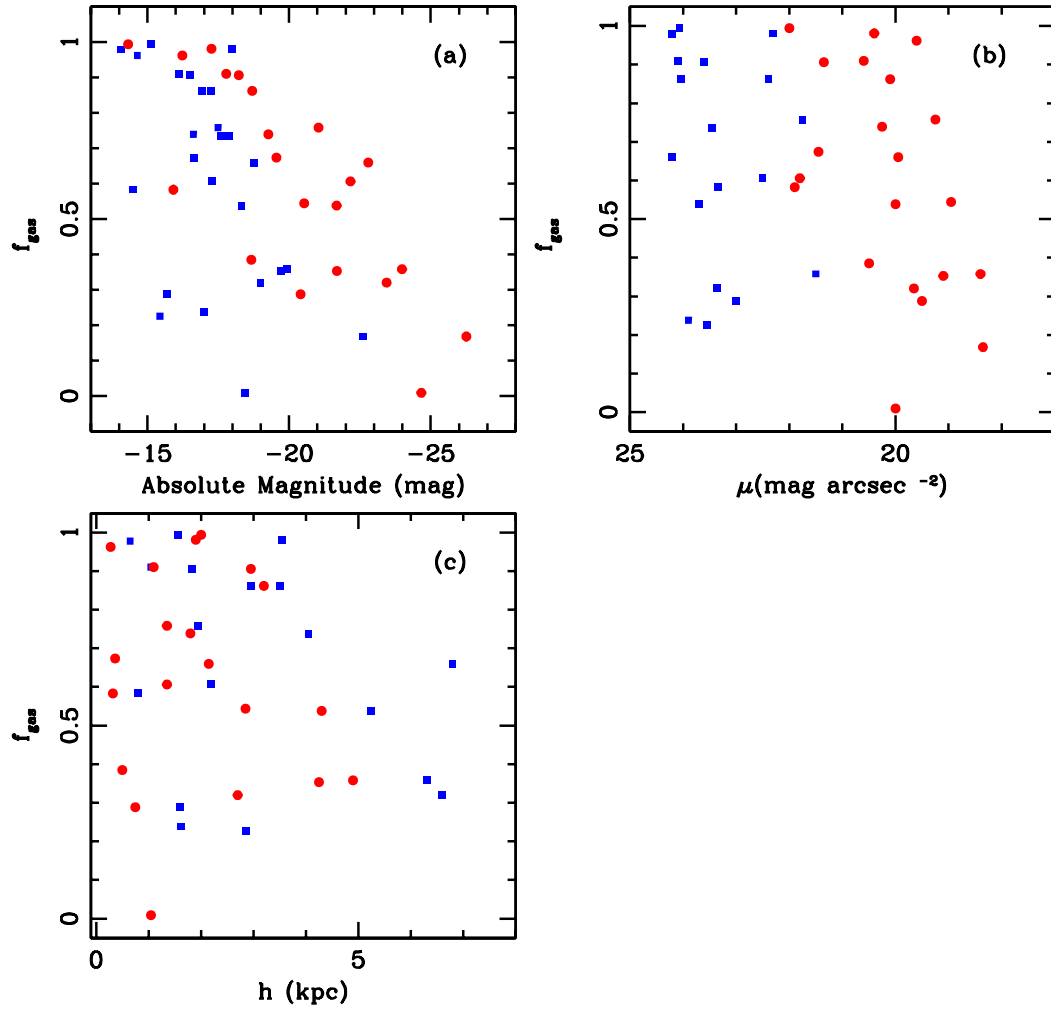 (a)
1
0.5
0
f_gas
-15 -20 -25
Absolute Magnitude (mag)
(b)
1
0.5
0
f_gas
25 20
μ(mag arcsec ⁻²)
(c)
1
0.5
0
f_gas
0 5
h (kpc)